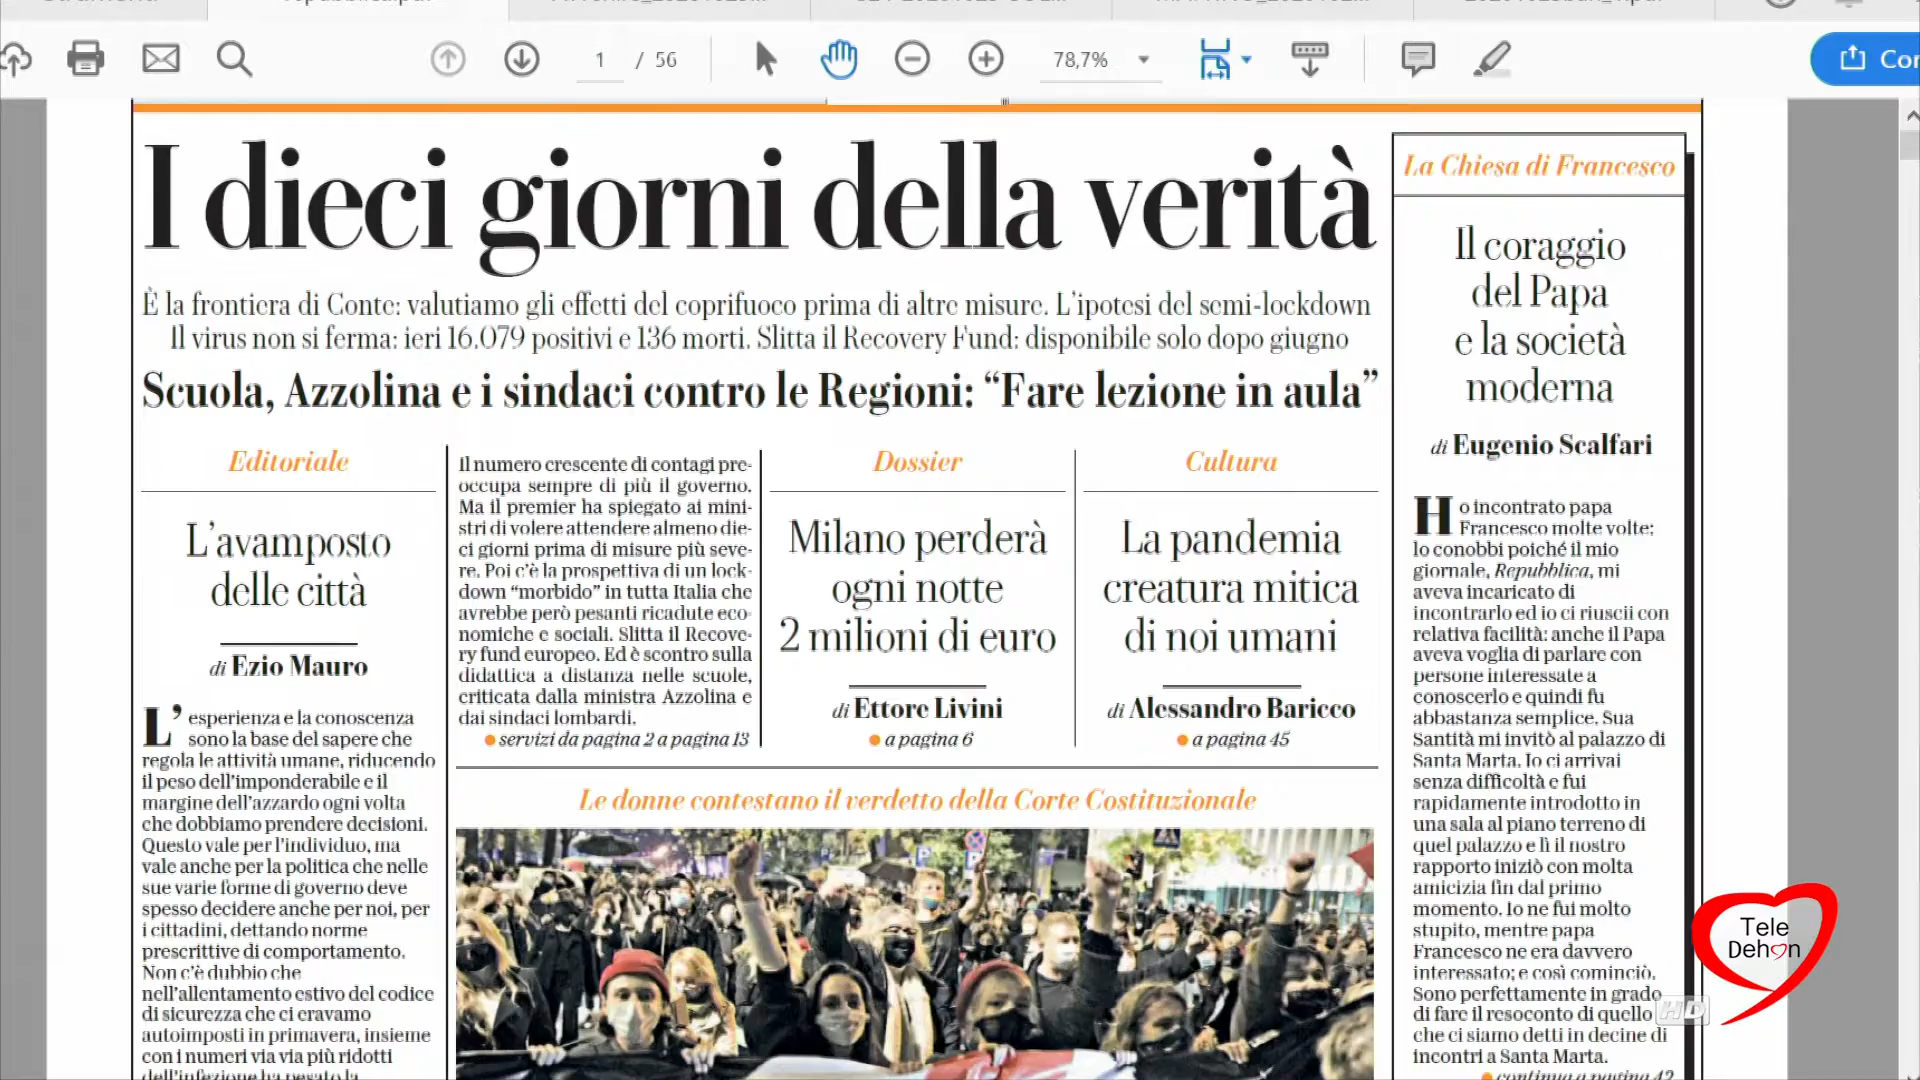 1 / 56
78,7%
I dieci giorni della verità
È la frontiera di Conte: valutiamo gli effetti del coprifuoco prima di altre misure. L'ipotesi del semi-lockdown
Il virus non si ferma: ieri 16.079 positivi e 136 morti. Slitta il Recovery Fund: disponibile solo dopo giugno
Scuola, Azzolina e i sindaci contro le Regioni: “Fare lezione in aula”
Editoriale
L'avamposto
delle città
di Ezio Mauro
L'esperienza e la conoscenza
sono la base del sapere che
regola le attività umane, riducendo
il peso dell'imponderabile e il
margine dell'azzardo ogni volta
che dobbiamo prendere decisioni.
Questo vale per l'individuo, ma
vale anche per la politica che nelle
sue varie forme di governo deve
spesso decidere anche per noi, per
i cittadini, dettando norme
prescrittive di comportamento.
Non c'è dubbio che
nell'allentamento estivo del codice
di sicurezza che ci eravamo
autoimposti in primavera, insieme
con i numeri via via più ridotti
dell'infezione ha pesato la
Il numero crescente di contagi pre-
occupa sempre di più il governo.
Ma il premier ha spiegato ai mini-
stri di volere attendere almeno die-
ci giorni prima di misure più seve-
re. Poi c'è la prospettiva di un lock-
down “morbido” in tutta Italia che
avrebbe però pesanti ricadute eco-
nomiche e sociali. Slitta il Recove-
ry fund europeo. Ed è scontro sulla
didattica a distanza nelle scuole,
criticata dalla ministra Azzolina e
dai sindaci lombardi.
● servizi da pagina 2 a pagina 13
Dossier
Milano perderà
ogni notte
2 milioni di euro
di Ettore Livini
● a pagina 6
Cultura
La pandemia
creatura mitica
di noi umani
di Alessandro Baricco
● a pagina 45
Le donne contestano il verdetto della Corte Costituzionale
La Chiesa di Francesco
Il coraggio
del Papa
e la società
moderna
di Eugenio Scalfari
Ho incontrato papa
Francesco molte volte;
lo conobbi poiché il mio
giornale, Repubblica, mi
aveva incaricato di
incontrarlo ed io ci riuscii con
relativa facilità: anche il Papa
aveva voglia di parlare con
persone interessate a
conoscerlo e quindi fu
abbastanza semplice. Sua
Santità mi invitò al palazzo di
Santa Marta. Io ci arrivai
senza difficoltà e fui
rapidamente introdotto in
una sala al piano terreno di
quel palazzo e lì il nostro
rapporto iniziò con molta
amicizia fin dal primo
momento. Io ne fui molto
stupito, mentre papa
Francesco ne era davvero
interessato; e così cominciò.
Sono perfettamente in grado
di fare il resoconto di quello
che ci siamo detti in decine di
incontri a Santa Marta.
● continua a pagina 42
Tele
Dehon
HD